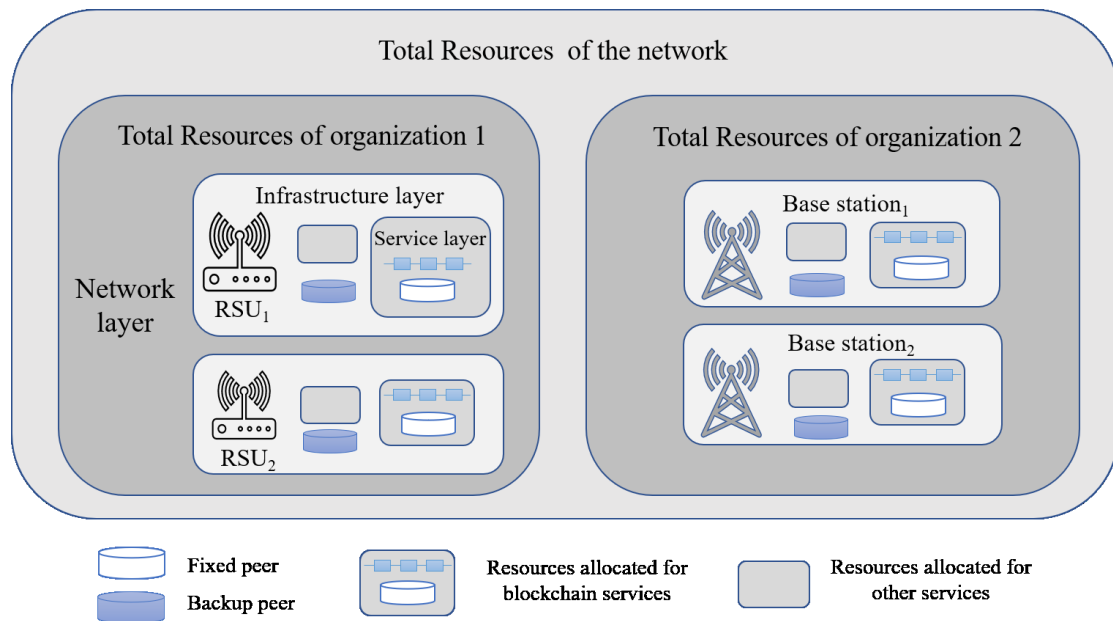 Total Resources of the network
Total Resources of organization 1
Infrastructure layer
Service layer
RSU₁
Network
layer
RSU₂
Total Resources of organization 2
Base station₁
Base station₂
Fixed peer
Backup peer
Resources allocated for
blockchain services
Resources allocated for
other services